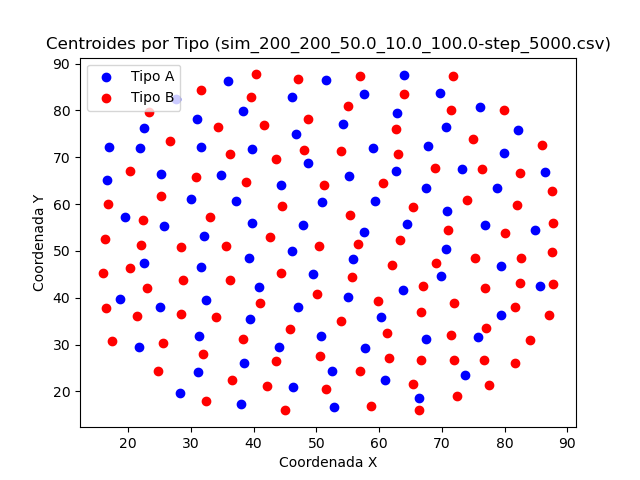 Centroides por Tipo (sim_200_200_50.0_10.0_100.0-step_5000.csv)
Tipo A
Tipo B
90
80
70
60
50
40
30
20
Coordenada Y
20 30 40 50 60 70 80 90
Coordenada X